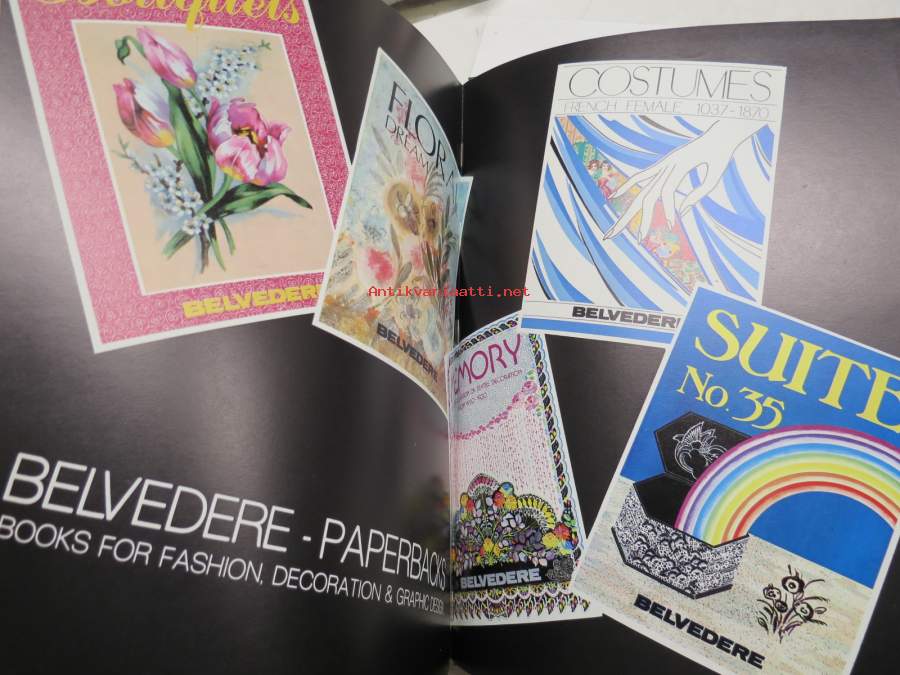 Bouquets
BELVEDERE
FLORA
DREAM
BELVEDERE
COSTUMES
FRENCH FEMALE 1037-1870
BELVEDERE
EMORY
BELVEDERE
SUITE
No. 35
BELVEDERE
BELVEDERE - PAPERBACKS
BOOKS FOR FASHION, DECORATION & GRAPHIC DESIGN
Antikvariaatti.net